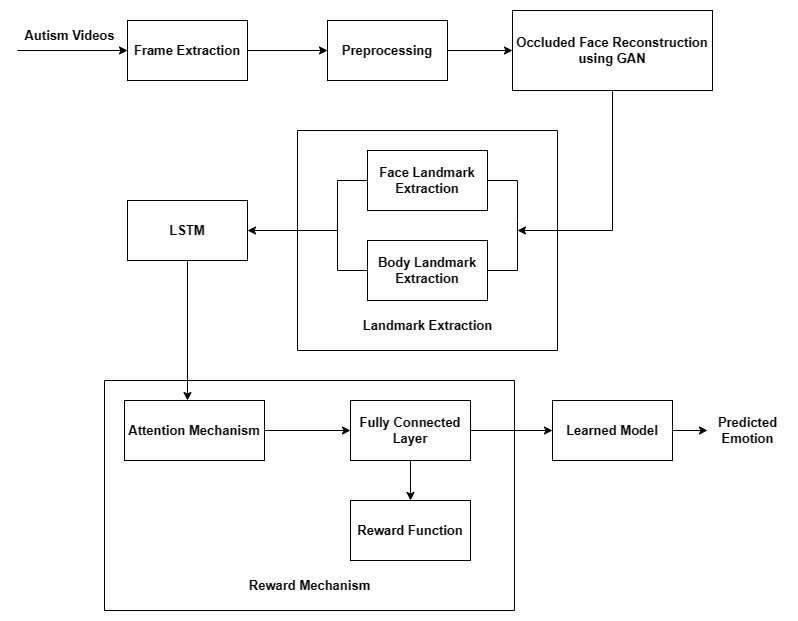 Autism Videos
Frame Extraction
Preprocessing
Occluded Face Reconstruction
using GAN
Face Landmark
Extraction
LSTM
Body Landmark
Extraction
Landmark Extraction
Attention Mechanism
Fully Connected
Layer
Learned Model
Predicted
Emotion
Reward Function
Reward Mechanism